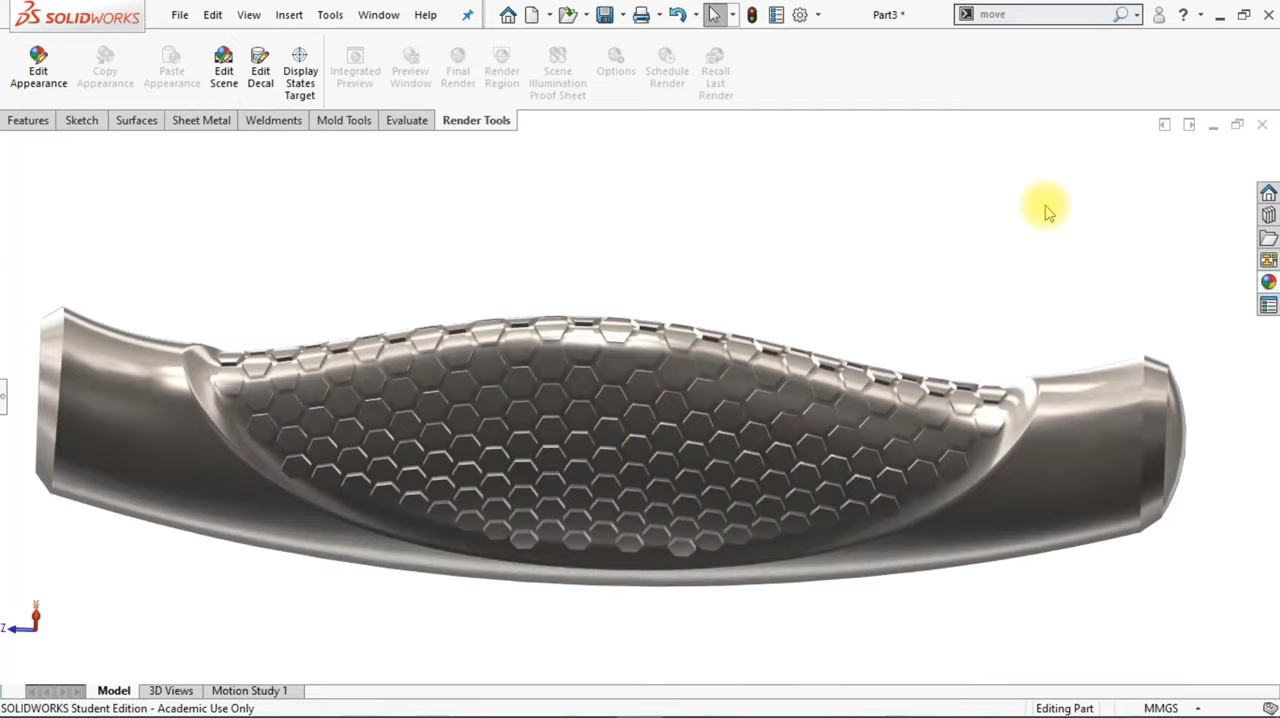 SOLIDWORKS File Edit View Insert Tools Window Help Part3 * move ?
Edit Appearance
Copy Appearance
Paste Appearance
Edit Scene
Edit Decal
Display States Target
Integrated Preview
Preview Window
Final Render
Render Region
Scene Illumination Proof Sheet
Options
Schedule Render
Recall Last Render
Features Sketch Surfaces Sheet Metal Weldments Mold Tools Evaluate Render Tools
Z
Model 3D Views Motion Study 1
SOLIDWORKS Student Edition - Academic Use Only Editing Part MMGS